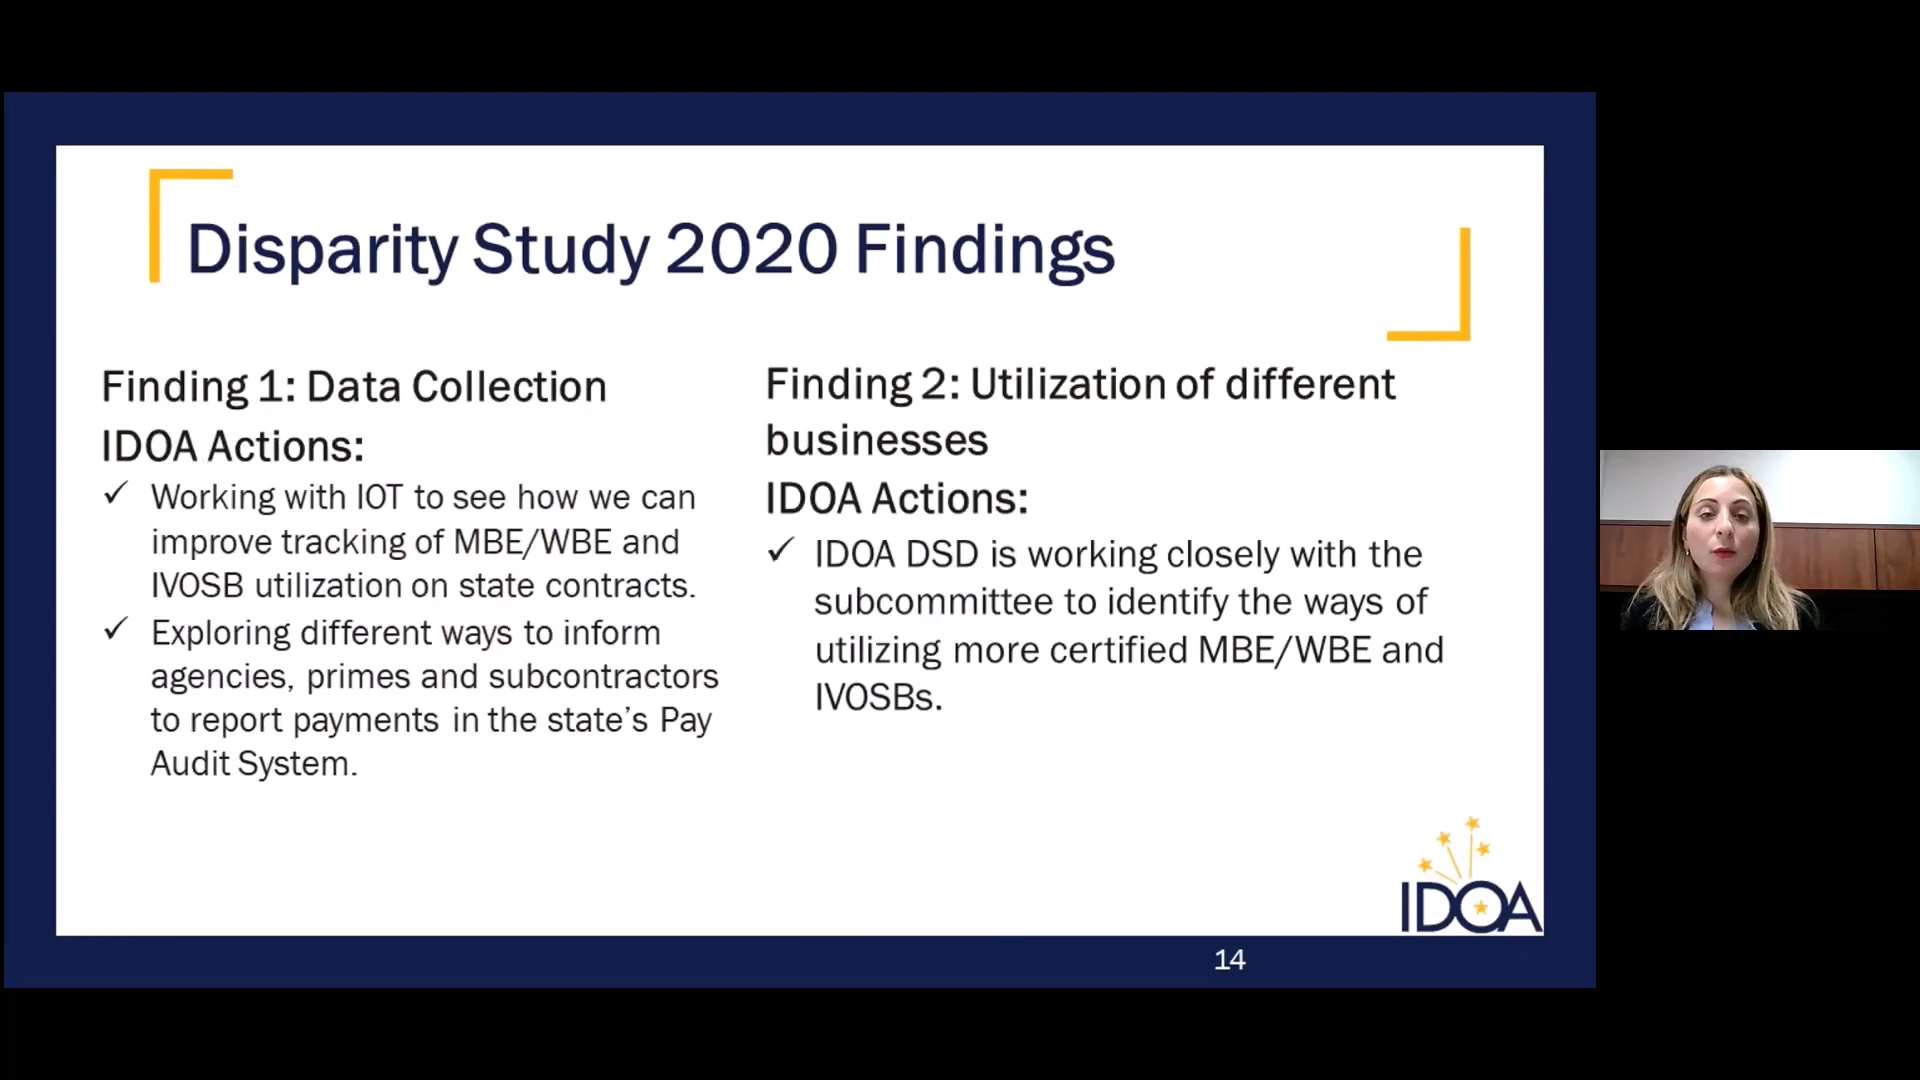 Disparity Study 2020 Findings
Finding 1: Data Collection
IDOA Actions:
✓ Working with IOT to see how we can
improve tracking of MBE/WBE and
IVOSB utilization on state contracts.
✓ Exploring different ways to inform
agencies, primes and subcontractors
to report payments in the state's Pay
Audit System.
Finding 2: Utilization of different
businesses
IDOA Actions:
✓ IDOA DSD is working closely with the
subcommittee to identify the ways of
utilizing more certified MBE/WBE and
IVOSBs.
IDOA
14